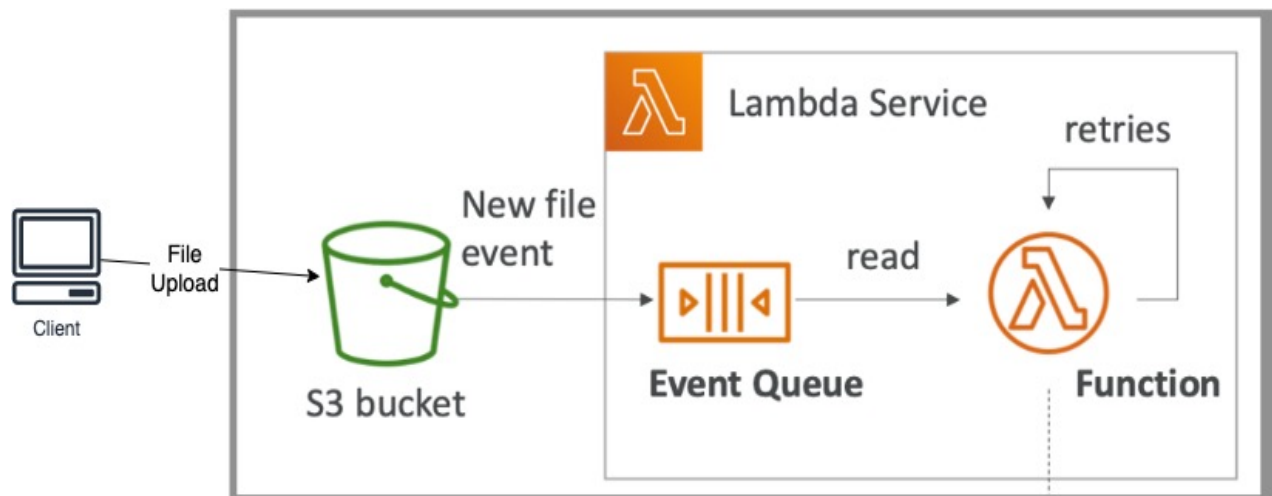 Lambda Service
retries
New file
event
File
Upload
read
Client
S3 bucket
Event Queue
Function